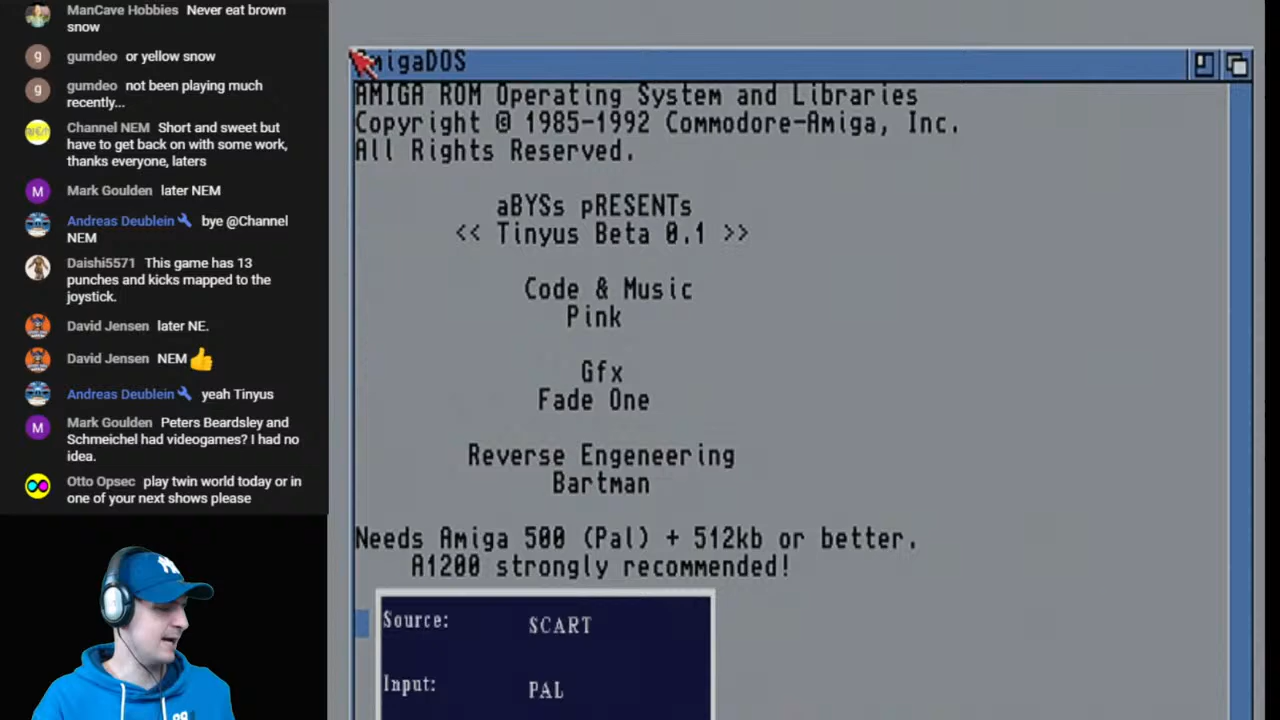 ManCave Hobbies Never eat brown
snow
g gumdeo or yellow snow
g gumdeo not been playing much
recently...
Channel NEM Short and sweet but
have to get back on with some work,
thanks everyone, laters
M Mark Goulden later NEM
Andreas Deublein bye @Channel
NEM
Daishi5571 This game has 13
punches and kicks mapped to the
joystick.
David Jensen later NE.
David Jensen NEM👍
Andreas Deublein yeah Tinyus
M Mark Goulden Peters Beardsley and
Schmeichel had videogames? I had no
idea.
Otto Opsec play twin world today or in
one of your next shows please
AmigaDOS
AMIGA ROM Operating System and Libraries
Copyright © 1985-1992 Commodore-Amiga, Inc.
All Rights Reserved.
aBYSs pRESENTs
<< Tinyus Beta 0.1 >>
Code & Music
Pink
Gfx
Fade One
Reverse Engeneering
Bartman
Needs Amiga 500 (Pal) + 512kb or better.
A1200 strongly recommended!
Source: SCART
Input: PAL